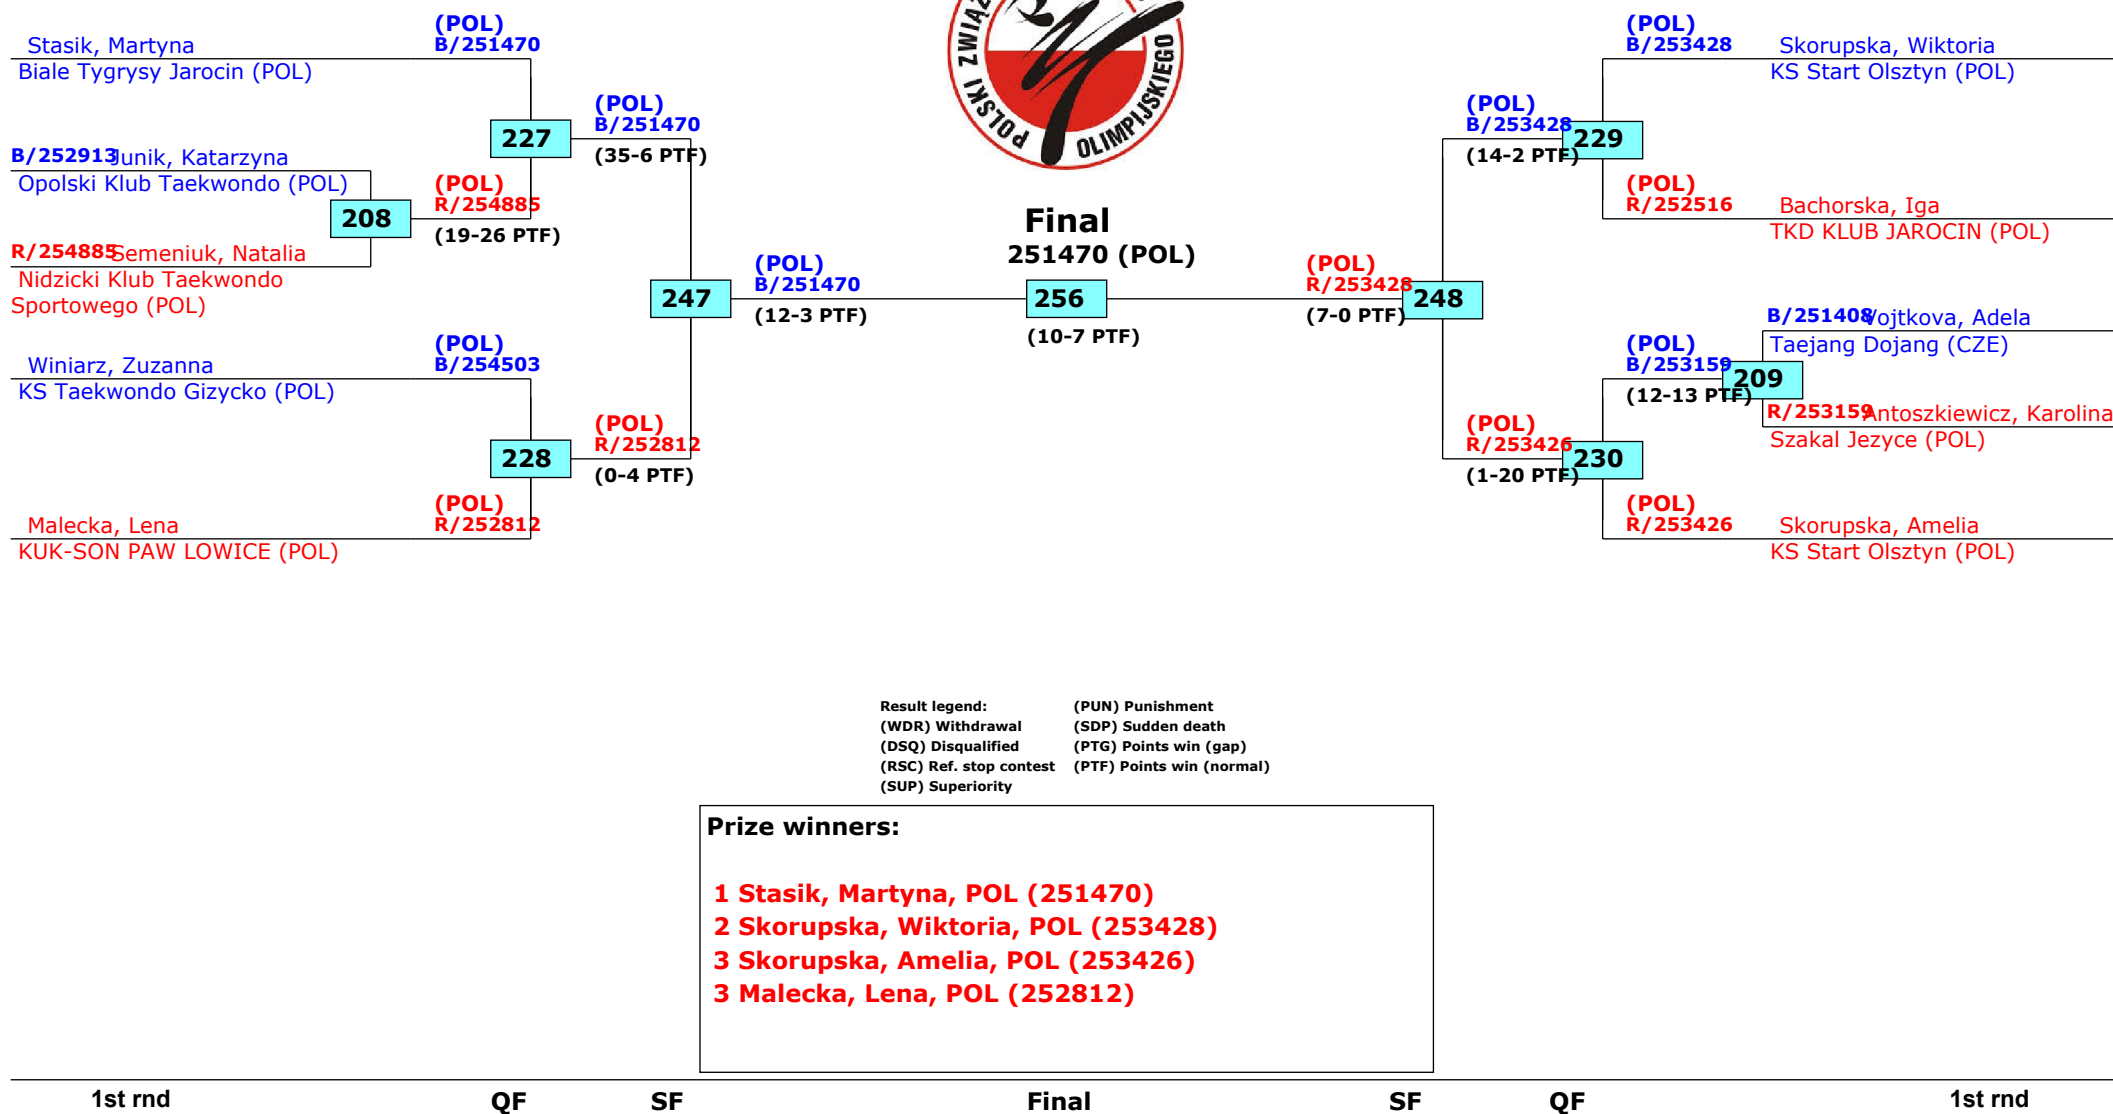 POLSKI ZWIĄZ
OLIMPIJSKIEGO
(POL)
B/251470
Stasik, Martyna
Biale Tygrysy Jarocin (POL)
227
(POL)
B/251470
(35-6 PTF)
B/252913 Junik, Katarzyna
Opolski Klub Taekwondo (POL)
208
(POL)
R/254885
(19-26 PTF)
R/254885 Semeniuk, Natalia
Nidzicki Klub Taekwondo
Sportowego (POL)
247
(POL)
B/251470
(12-3 PTF)
(POL)
B/254503
Winiarz, Zuzanna
KS Taekwondo Gizycko (POL)
228
(POL)
R/252812
(0-4 PTF)
(POL)
R/252812
Malecka, Lena
KUK-SON PAW LOWICE (POL)
Final
251470 (POL)
256
(10-7 PTF)
(POL)
R/253428
(7-0 PTF)
248
(POL)
B/253428
(14-2 PTF)
229
(POL)
B/253428
Skorupska, Wiktoria
KS Start Olsztyn (POL)
(POL)
R/252516
Bachorska, Iga
TKD KLUB JAROCIN (POL)
B/251408 Vojtkova, Adela
Taejang Dojang (CZE)
(POL)
B/253159
(12-13 PTF)
209
R/253159 Antoszkiewicz, Karolina
Szakal Jezyce (POL)
(POL)
R/253426
(1-20 PTF)
230
(POL)
R/253426
Skorupska, Amelia
KS Start Olsztyn (POL)
Result legend:
(WDR) Withdrawal
(DSQ) Disqualified
(RSC) Ref. stop contest
(SUP) Superiority
(PUN) Punishment
(SDP) Sudden death
(PTG) Points win (gap)
(PTF) Points win (normal)
Prize winners:
1 Stasik, Martyna, POL (251470)
2 Skorupska, Wiktoria, POL (253428)
3 Skorupska, Amelia, POL (253426)
3 Malecka, Lena, POL (252812)
1st rnd QF SF Final SF QF 1st rnd